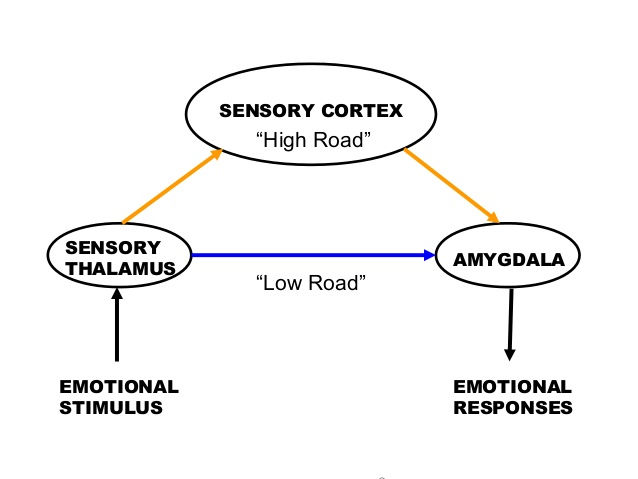 SENSORY CORTEX
“High Road”
SENSORY
THALAMUS
AMYGDALA
“Low Road”
EMOTIONAL
STIMULUS
EMOTIONAL
RESPONSES